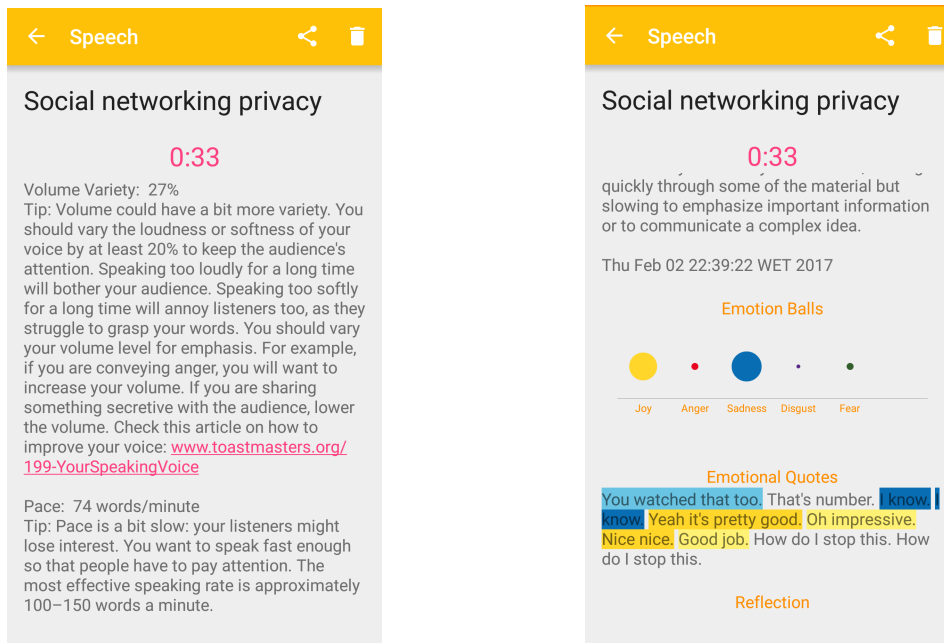 Speech
Social networking privacy
0:33
Volume Variety:  27%
Tip: Volume could have a bit more variety. You
should vary the loudness or softness of your
voice by at least 20% to keep the audience's
attention. Speaking too loudly for a long time
will bother your audience. Speaking too softly
for a long time will annoy listeners too, as they
struggle to grasp your words. You should vary
your volume level for emphasis. For example,
if you are conveying anger, you will want to
increase your volume. If you are sharing
something secretive with the audience, lower
the volume. Check this article on how to
improve your voice: www.toastmasters.org/
199-YourSpeakingVoice
Pace:  74 words/minute
Tip: Pace is a bit slow: your listeners might
lose interest. You want to speak fast enough
so that people have to pay attention. The
most effective speaking rate is approximately
100–150 words a minute.
Speech
Social networking privacy
0:33
quickly through some of the material but
slowing to emphasize important information
or to communicate a complex idea.
Thu Feb 02 22:39:22 WET 2017
Emotion Balls
Joy Anger Sadness Disgust Fear
Emotional Quotes
You watched that too. That's number. I know. I
know. Yeah it's pretty good. Oh impressive.
Nice nice. Good job. How do I stop this. How
do I stop this.
Reflection